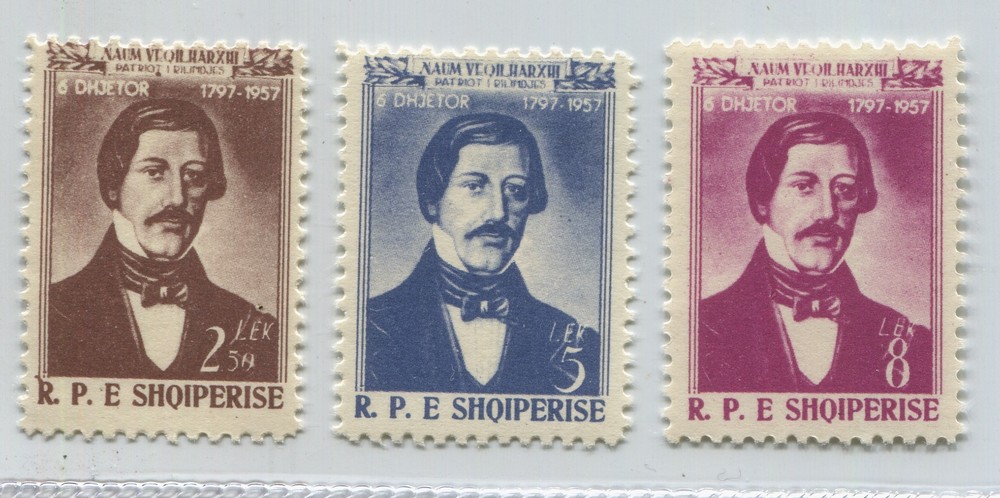 NAUM VEQILHARXHI
PATRIOT I RILINDJES
6 DHJETOR 1797-1957
LEK
2 50
R. P. E SHQIPERISE
NAUM VEQILHARXHI
PATRIOT I RILINDJES
6 DHJETOR 1797-1957
LEK
5
R. P. E SHQIPERISE
NAUM VEQILHARXHI
PATRIOT I RILINDJES
6 DHJETOR 1797-1957
LEK
8
R. P. E SHQIPERISE